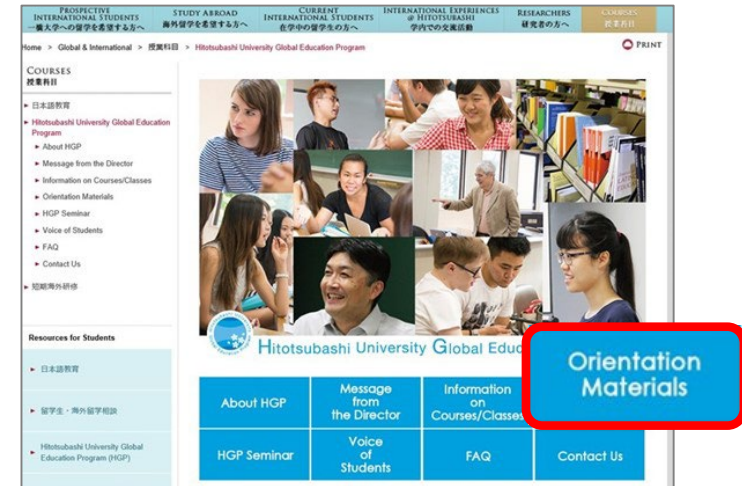 PROSPECTIVE
INTERNATIONAL STUDENTS
一橋大学への留学を希望する方へ
STUDY ABROAD
海外留学を希望する方へ
CURRENT
INTERNATIONAL STUDENTS
在学中の留学生の方へ
INTERNATIONAL EXPERIENCES
@ HITOTSUBASHI
学内での交流活動
RESEARCHERS
研究者の方へ
COURSES
授業科目
Home > Global & International > 授業科目 > Hitotsubashi University Global Education Program
PRINT
COURSES
授業科目
日本語教育
Hitotsubashi University Global Education
Program
About HGP
Message from the Director
Information on Courses/Classes
Orientation Materials
HGP Seminar
Voice of Students
FAQ
Contact Us
短期海外研修
Resources for Students
日本語教育
留学生・海外留学相談
Hitotsubashi University Global
Education Program (HGP)
Hitotsubashi University Global Educ
Orientation
Materials
About HGP
Message
from
the Director
Information
on
Courses/Classes
HGP Seminar
Voice
of
Students
FAQ
Contact Us